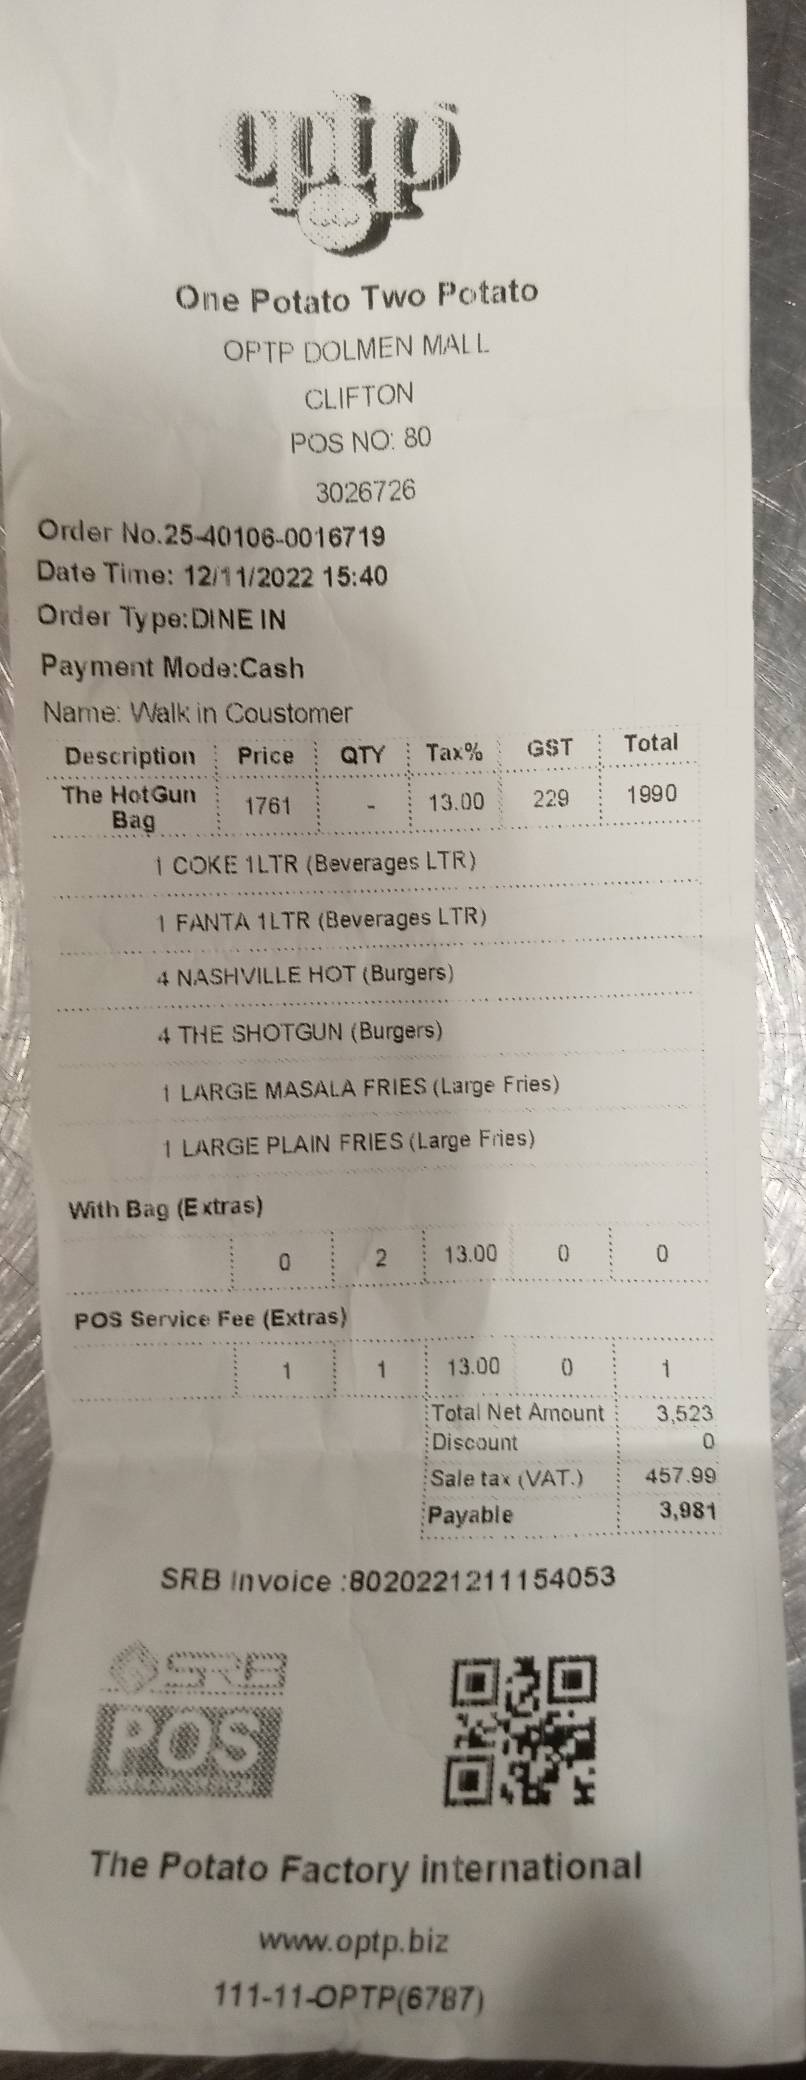 optp
One Potato Two Potato
OPTP DOLMEN MALL
CLIFTON
POS NO: 80
3026726
Order No.25-40106-0016719
Date Time: 12/11/2022 15:40
Order Type:DINE IN
Payment Mode:Cash
Name: Walk in Coustomer
Description Price QTY Tax% GST Total
The HotGun Bag 1761 - 13.00 229 1990
1 COKE 1LTR (Beverages LTR)
1 FANTA 1LTR (Beverages LTR)
4 NASHVILLE HOT (Burgers)
4 THE SHOTGUN (Burgers)
1 LARGE MASALA FRIES (Large Fries)
1 LARGE PLAIN FRIES (Large Fries)
With Bag (Extras)
0 2 13.00 0 0
POS Service Fee (Extras)
1 1 13.00 0 1
Total Net Amount 3,523
Discount 0
Sale tax (VAT.) 457.99
Payable 3,981
SRB Invoice :8020221211154053
SRB
POS
The Potato Factory international
www.optp.biz
111-11-OPTP(6787)